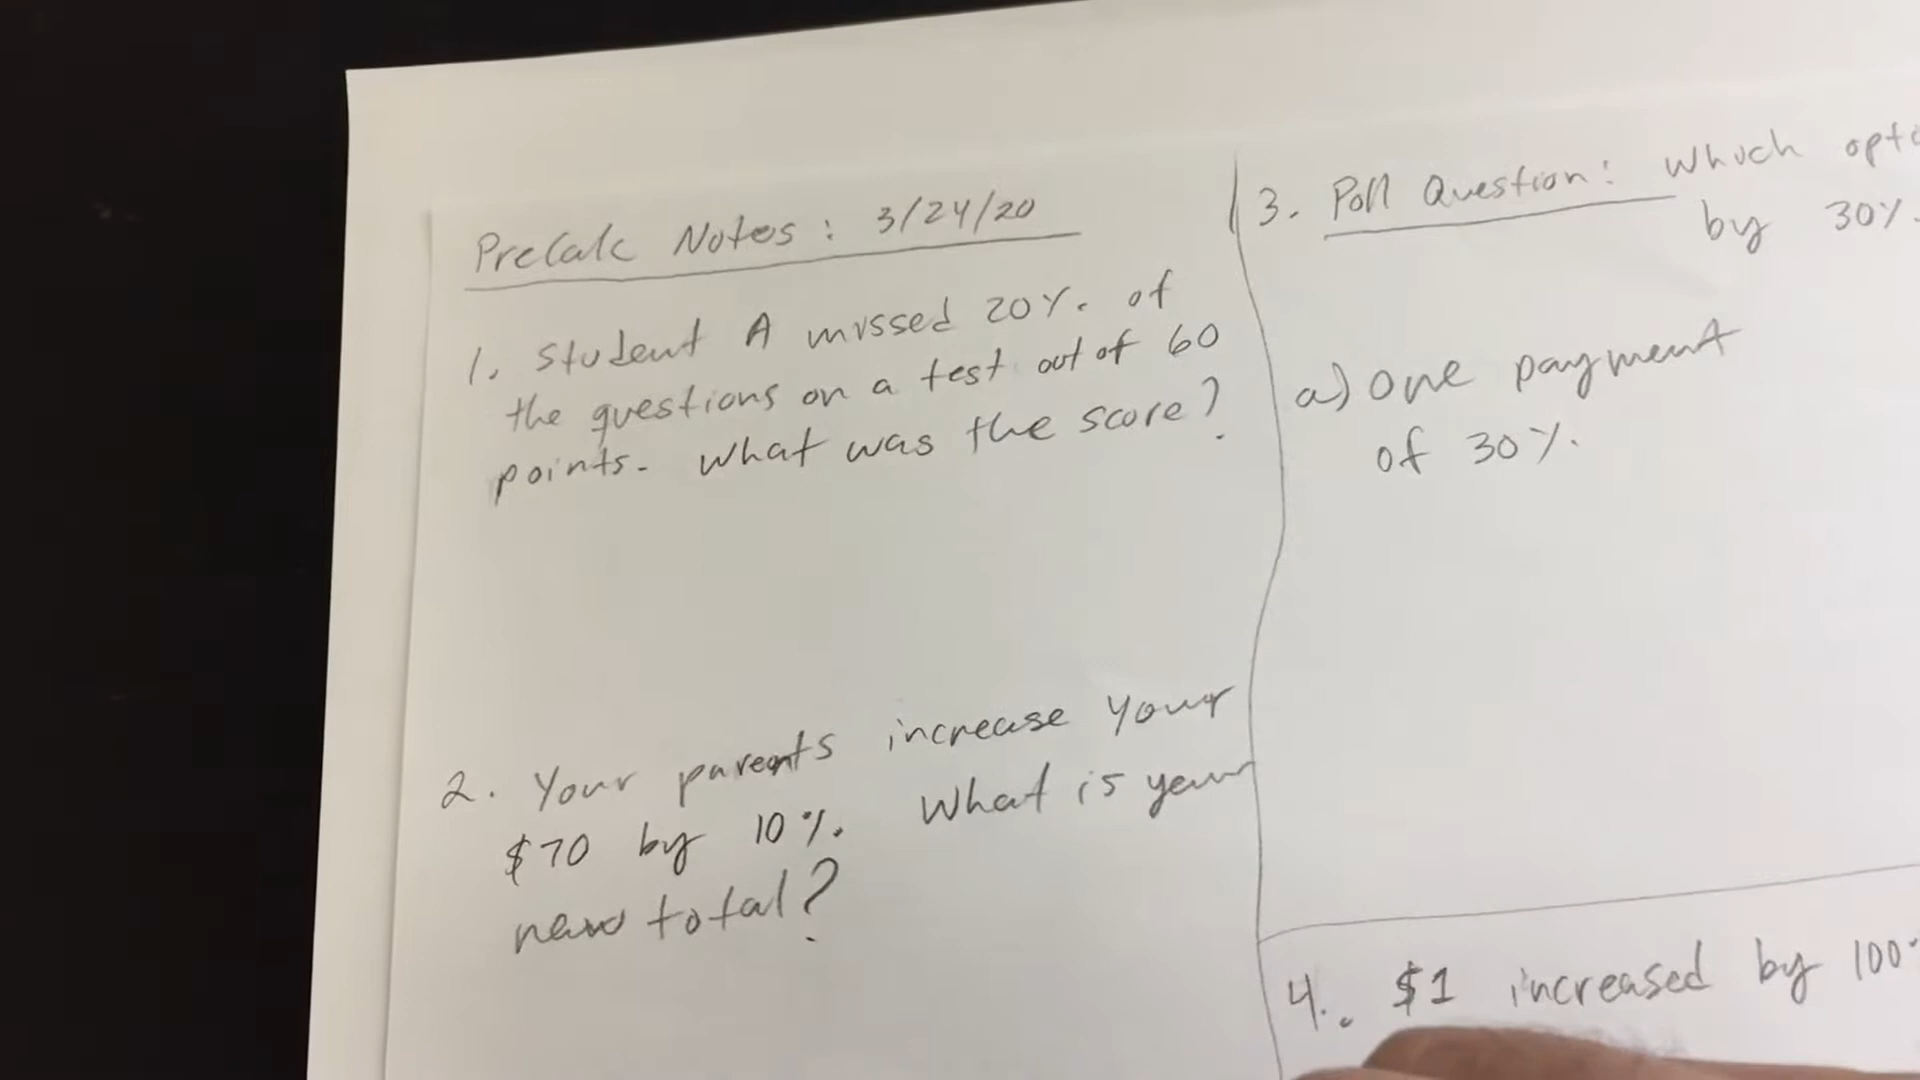 PreCalc Notes: 3/24/20
1. Student A missed 20% of
the questions on a test out of 60
points. What was the score?
2. Your parents increase your
$70 by 10%. What is your
new total?
3. Poll Question: Which
by 30%
a) One payment
of 30%.
4. $1 increased by 100